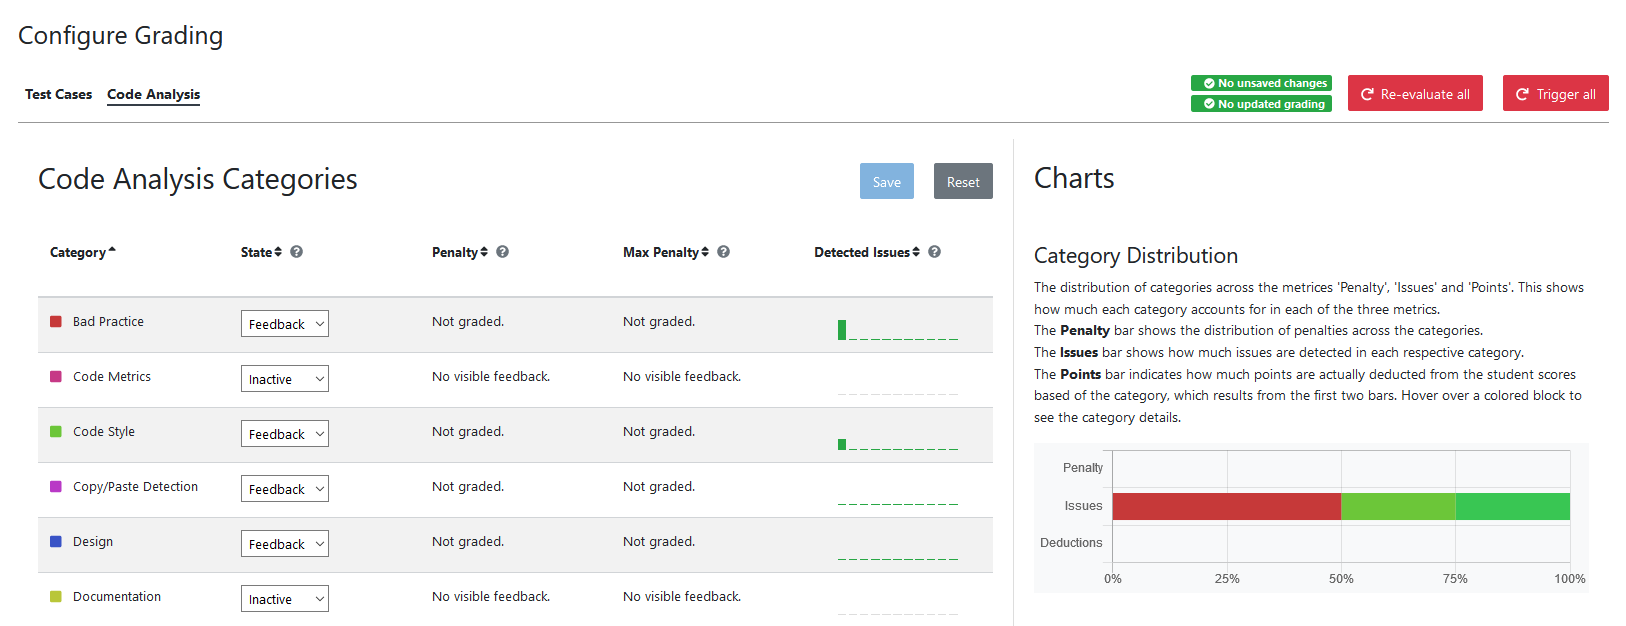 Configure Grading
Test Cases Code Analysis
No unsaved changes
No updated grading
Re-evaluate all
Trigger all
Code Analysis Categories
Save
Reset
Category State Penalty Max Penalty Detected Issues
Bad Practice Feedback Not graded. Not graded.
Code Metrics Inactive No visible feedback. No visible feedback.
Code Style Feedback Not graded. Not graded.
Copy/Paste Detection Feedback Not graded. Not graded.
Design Feedback Not graded. Not graded.
Documentation Inactive No visible feedback. No visible feedback.
Charts
Category Distribution
The distribution of categories across the metrics 'Penalty', 'Issues' and 'Points'. This shows
how much each category accounts for in each of the three metrics.
The Penalty bar shows the distribution of penalties across the categories.
The Issues bar shows how much issues are detected in each respective category.
The Points bar indicates how much points are actually deducted from the student scores
based of the category, which results from the first two bars. Hover over a colored block to
see the category details.
Penalty
Issues
Deductions
0% 25% 50% 75% 100%